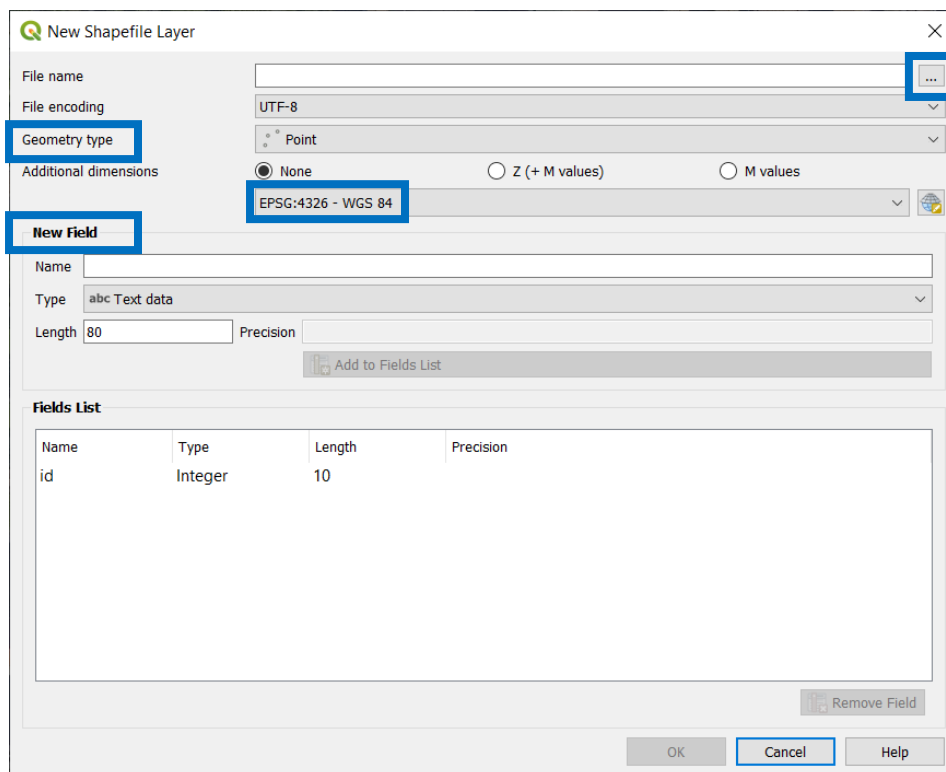 New Shapefile Layer
File name
...
File encoding UTF-8
Geometry type Point
Additional dimensions None Z (+ M values) M values
EPSG:4326 - WGS 84
New Field
Name
Type abc Text data
Length 80 Precision
Add to Fields List
Fields List
Name Type Length Precision
id Integer 10
Remove Field
OK Cancel Help